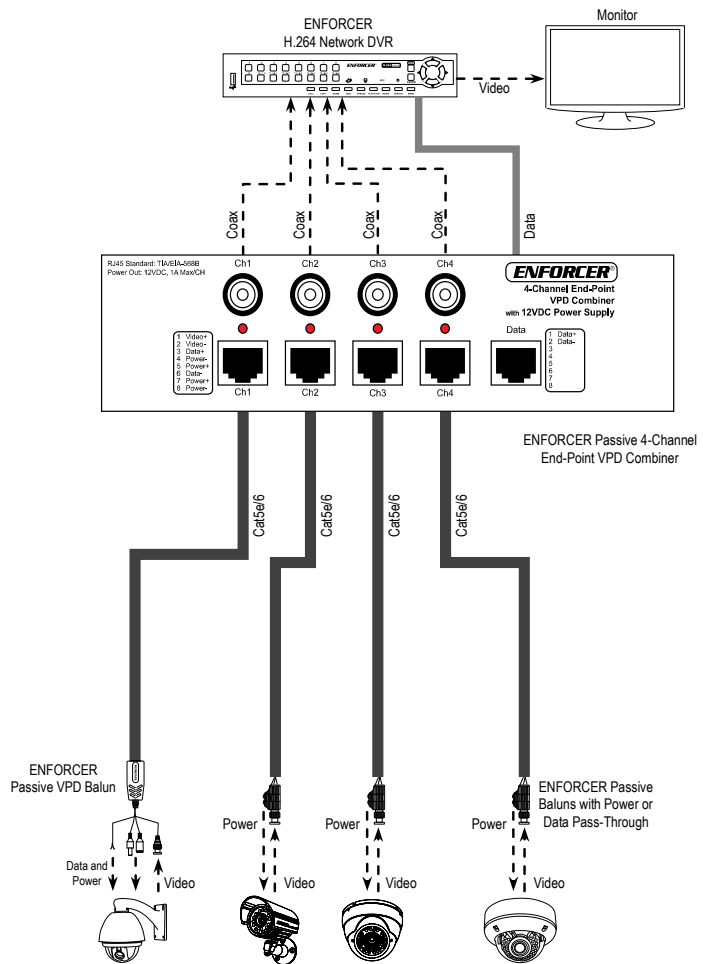 ENFORCER
H.264 Network DVR
Monitor
ENFORCER
Video
Coax
Coax
Coax
Coax
Data
RJ45 Standard: TIA/EIA-568B
Power Out: 12VDC, 1A Max/CH
Ch1
Ch2
Ch3
Ch4
ENFORCER®
4-Channel End-Point
VPD Combiner
with 12VDC Power Supply
1 Video+
2 Video-
3 Data+
4 Power-
5 Power+
6 Data-
7 Power+
8 Power-
Data
1 Data+
2 Data-
3
4
5
6
7
8
Ch1
Ch2
Ch3
Ch4
ENFORCER Passive 4-Channel
End-Point VPD Combiner
Cat5e/6
Cat5e/6
Cat5e/6
Cat5e/6
ENFORCER
Passive VPD Balun
ENFORCER Passive
Baluns with Power or
Data Pass-Through
Power
Power
Power
Data and
Power
Video
Video
Video
Video